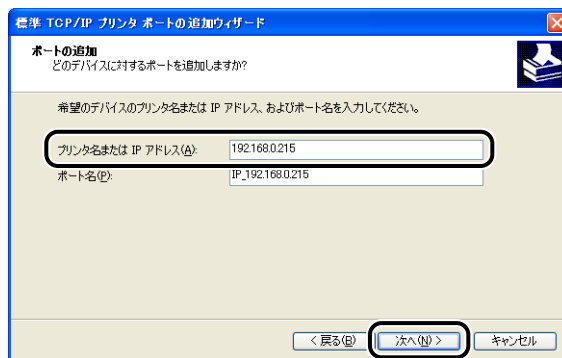 標準 TCP/IP プリンタ ポートの追加ウィザード
ポートの追加
どのデバイスに対するポートを追加しますか?
希望のデバイスのプリンタ名または IP アドレス、およびポート名を入力してください。
プリンタ名または IP アドレス(A): 192.168.0.215
ポート名(P): IP_192.168.0.215
< 戻る(B) 次へ(N) > キャンセル